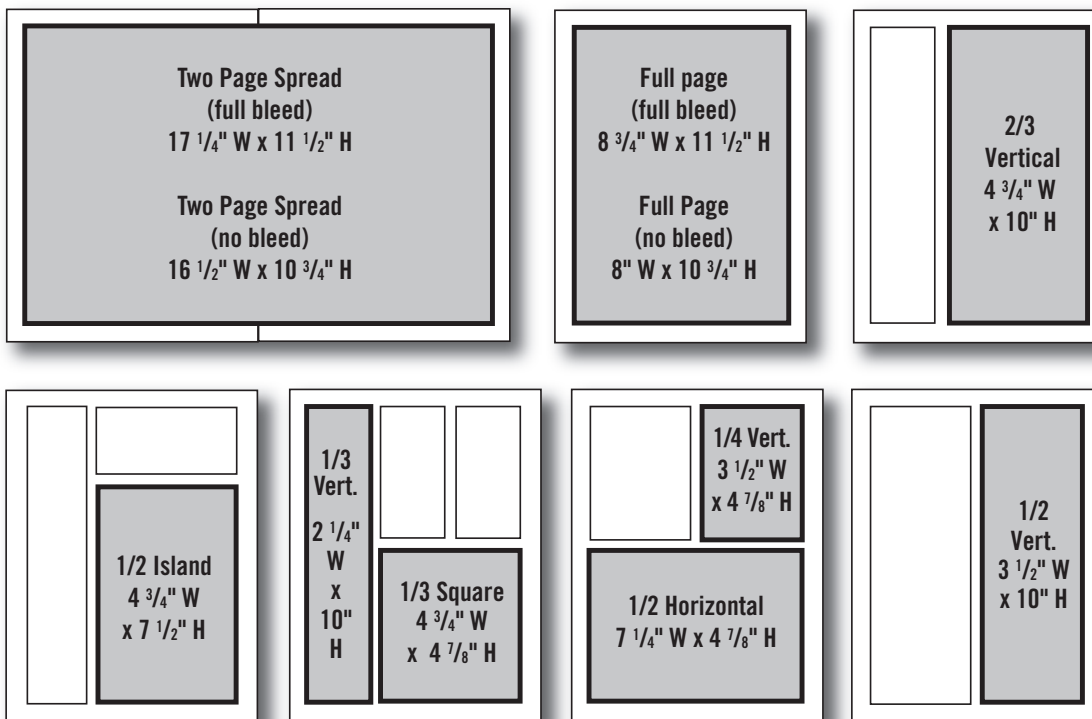 Two Page Spread
(full bleed)
17 1/4" W x 11 1/2" H
Two Page Spread
(no bleed)
16 1/2" W x 10 3/4" H
Full page
(full bleed)
8 3/4" W x 11 1/2" H
Full Page
(no bleed)
8" W x 10 3/4" H
2/3
Vertical
4 3/4" W
x 10" H
1/2 Island
4 3/4" W
x 7 1/2" H
1/3
Vert.
2 1/4"
W
x
10"
H
1/3 Square
4 3/4" W
x 4 7/8" H
1/4 Vert.
3 1/2" W
x 4 7/8" H
1/2 Horizontal
7 1/4" W x 4 7/8" H
1/2
Vert.
3 1/2" W
x 10" H